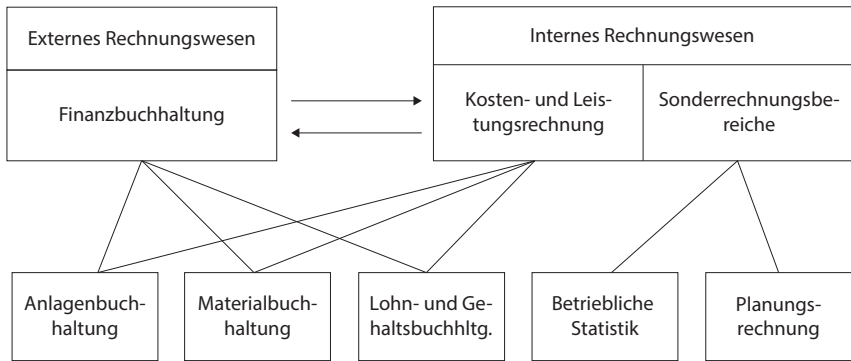 Externes Rechnungswesen
Finanzbuchhaltung
Internes Rechnungswesen
Kosten- und Leis-
tungsrechnung
Sonderrechnungsbe-
reiche
Anlagenbuch-
haltung
Materialbuch-
haltung
Lohn- und Ge-
haltsbuchhltg.
Betriebliche
Statistik
Planungs-
rechnung